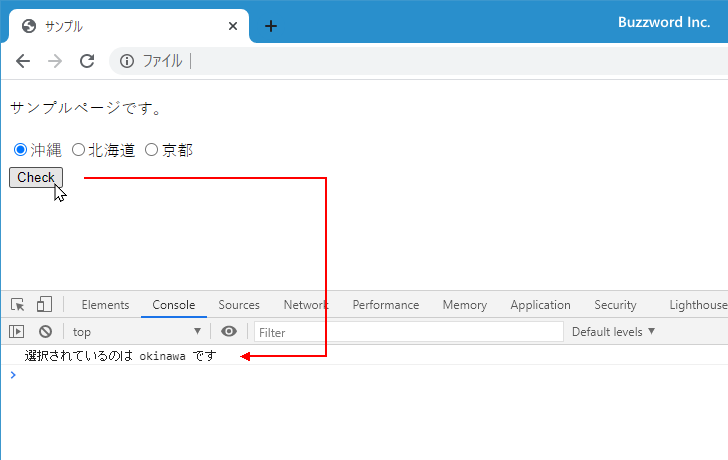 サンプル
Buzzword Inc.
ファイル
サンプルページです。
沖縄 北海道 京都
Check
Elements Console Sources Network Performance Memory Application Security Lighthouse
top Filter Default levels
選択されているのは okinawa です